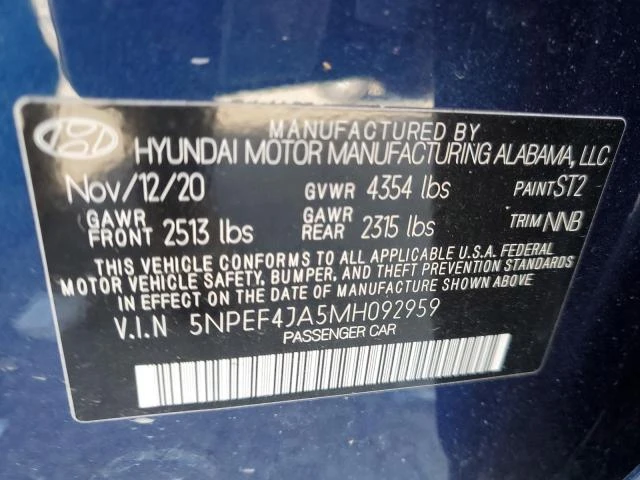 MANUFACTURED BY
HYUNDAI MOTOR MANUFACTURING ALABAMA, LLC
Nov/12/20 GVWR 4354 lbs PAINT ST2
GAWR FRONT 2513 lbs GAWR REAR 2315 lbs TRIM NNB
THIS VEHICLE CONFORMS TO ALL APPLICABLE U.S.A. FEDERAL
MOTOR VEHICLE SAFETY, BUMPER, AND THEFT PREVENTION STANDARDS
IN EFFECT ON THE DATE OF MANUFACTURE SHOWN ABOVE.
V.I.N 5NPEF4JA5MH092959
PASSENGER CAR